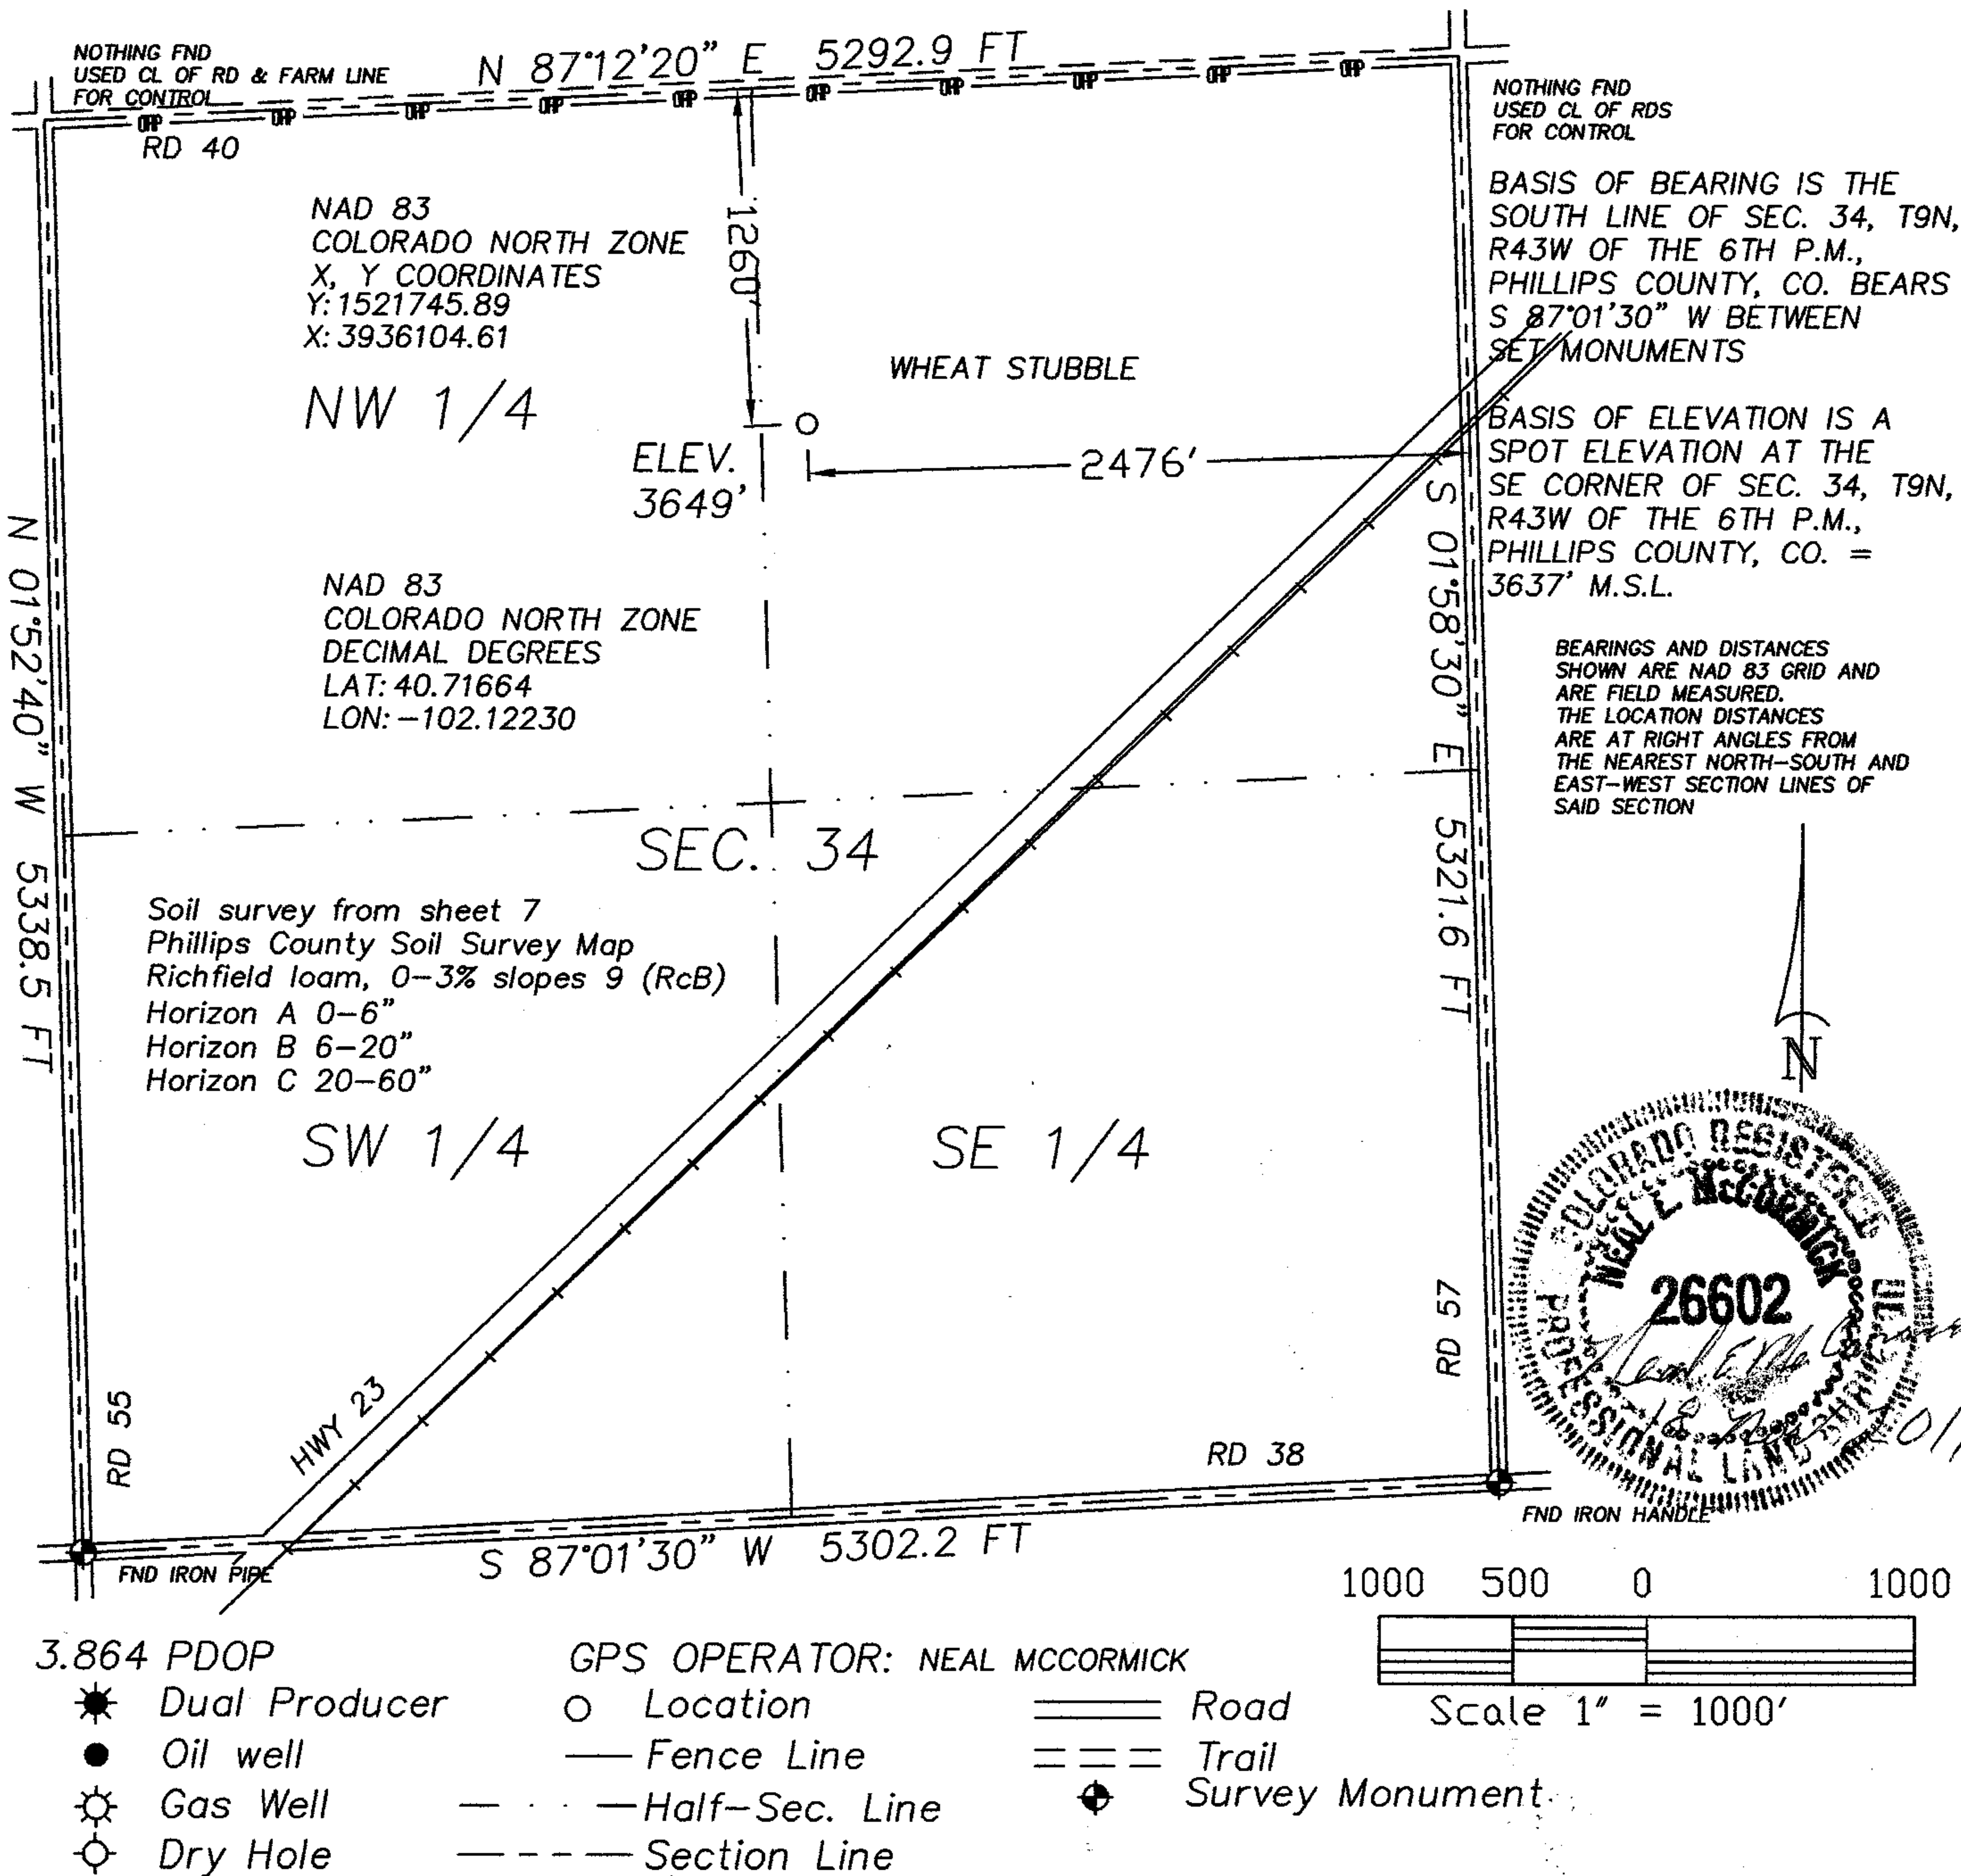 NOTHING FND
USED CL OF RD & FARM LINE
FOR CONTROL
N 87°12'20" E 5292.9 FT
OHP OHP OHP OHP OHP OHP OHP OHP OHP OHP
RD 40
NOTHING FND
USED CL OF RDS
FOR CONTROL
BASIS OF BEARING IS THE
SOUTH LINE OF SEC. 34, T9N,
R43W OF THE 6TH P.M.,
PHILLIPS COUNTY, CO. BEARS
S 87°01'30" W BETWEEN
SET MONUMENTS
NAD 83
COLORADO NORTH ZONE
X, Y COORDINATES
Y: 1521745.89
X: 3936104.61
1260'
WHEAT STUBBLE
NW 1/4
ELEV.
3649'
2476'
BASIS OF ELEVATION IS A
SPOT ELEVATION AT THE
SE CORNER OF SEC. 34, T9N,
R43W OF THE 6TH P.M.,
PHILLIPS COUNTY, CO. =
3637' M.S.L.
N 01°52'40" W 5338.5 FT
NAD 83
COLORADO NORTH ZONE
DECIMAL DEGREES
LAT: 40.71664
LON: -102.12230
S 01°58'30" E 5321.6 FT
BEARINGS AND DISTANCES
SHOWN ARE NAD 83 GRID AND
ARE FIELD MEASURED.
THE LOCATION DISTANCES
ARE AT RIGHT ANGLES FROM
THE NEAREST NORTH-SOUTH AND
EAST-WEST SECTION LINES OF
SAID SECTION
SEC. 34
Soil survey from sheet 7
Phillips County Soil Survey Map
Richfield loam, 0-3% slopes 9 (RcB)
Horizon A 0-6"
Horizon B 6-20"
Horizon C 20-60"
N
SW 1/4
SE 1/4
COLORADO REGISTERED
NEAL E. McCORMICK
26602
PROFESSIONAL LAND
RD 57
RD 55
HWY 23
RD 38
FND IRON HANDLE
FND IRON PIPE
S 87°01'30" W 5302.2 FT
1000 500 0 1000
Scale 1" = 1000'
3.864 PDOP
GPS OPERATOR: NEAL MCCORMICK
Dual Producer
Location
Road
Oil well
Fence Line
Trail
Gas Well
Half-Sec. Line
Survey Monument
Dry Hole
Section Line